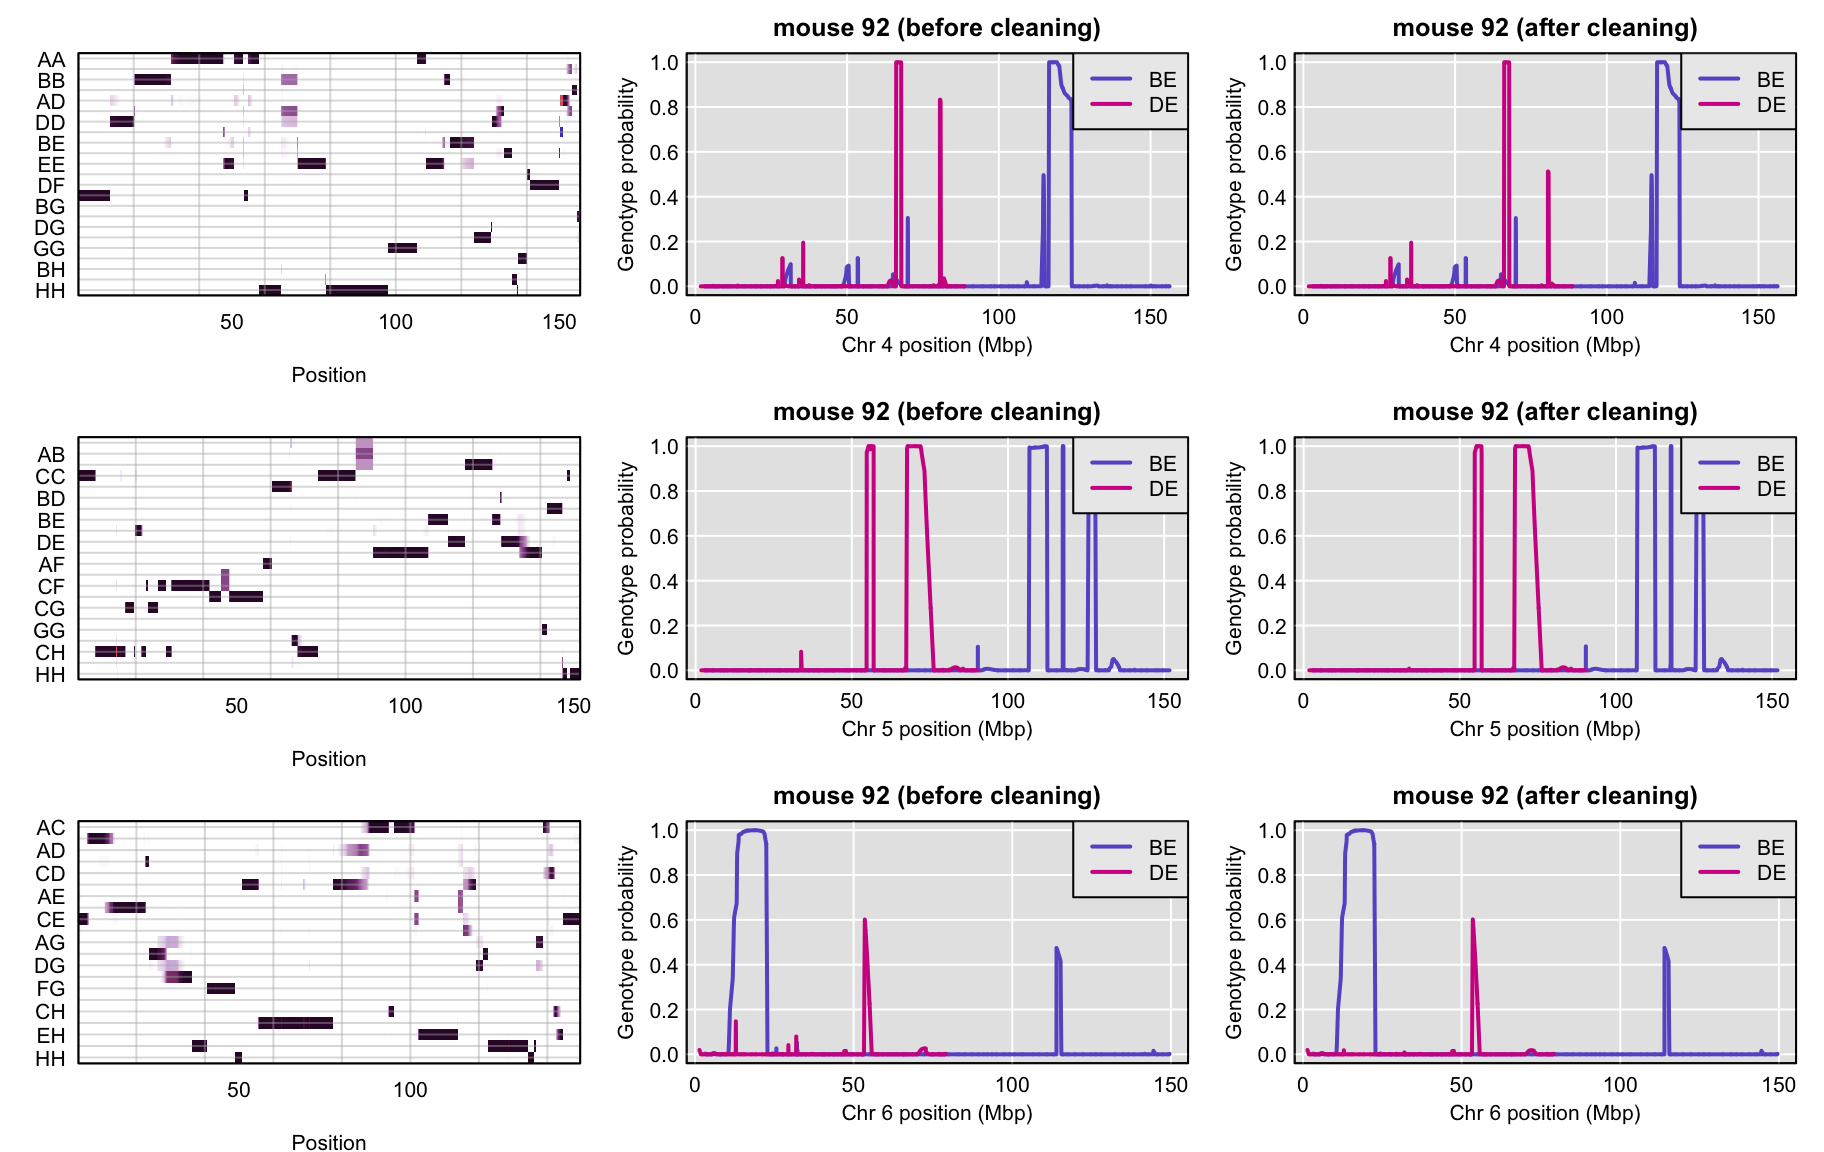 AA
BB
AD
DD
BE
EE
DF
BG
DG
GG
BH
HH
50 100 150
Position
mouse 92 (before cleaning)
Genotype probability
1.0
0.8
0.6
0.4
0.2
0.0
BE
DE
0 50 100 150
Chr 4 position (Mbp)
mouse 92 (after cleaning)
Genotype probability
1.0
0.8
0.6
0.4
0.2
0.0
BE
DE
0 50 100 150
Chr 4 position (Mbp)
AB
CC
BD
BE
DE
AF
CF
CG
GG
CH
HH
50 100 150
Position
mouse 92 (before cleaning)
Genotype probability
1.0
0.8
0.6
0.4
0.2
0.0
BE
DE
0 50 100 150
Chr 5 position (Mbp)
mouse 92 (after cleaning)
Genotype probability
1.0
0.8
0.6
0.4
0.2
0.0
BE
DE
0 50 100 150
Chr 5 position (Mbp)
AC
AD
CD
AE
CE
AG
DG
FG
CH
EH
HH
50 100
Position
mouse 92 (before cleaning)
Genotype probability
1.0
0.8
0.6
0.4
0.2
0.0
BE
DE
0 50 100 150
Chr 6 position (Mbp)
mouse 92 (after cleaning)
Genotype probability
1.0
0.8
0.6
0.4
0.2
0.0
BE
DE
0 50 100 150
Chr 6 position (Mbp)